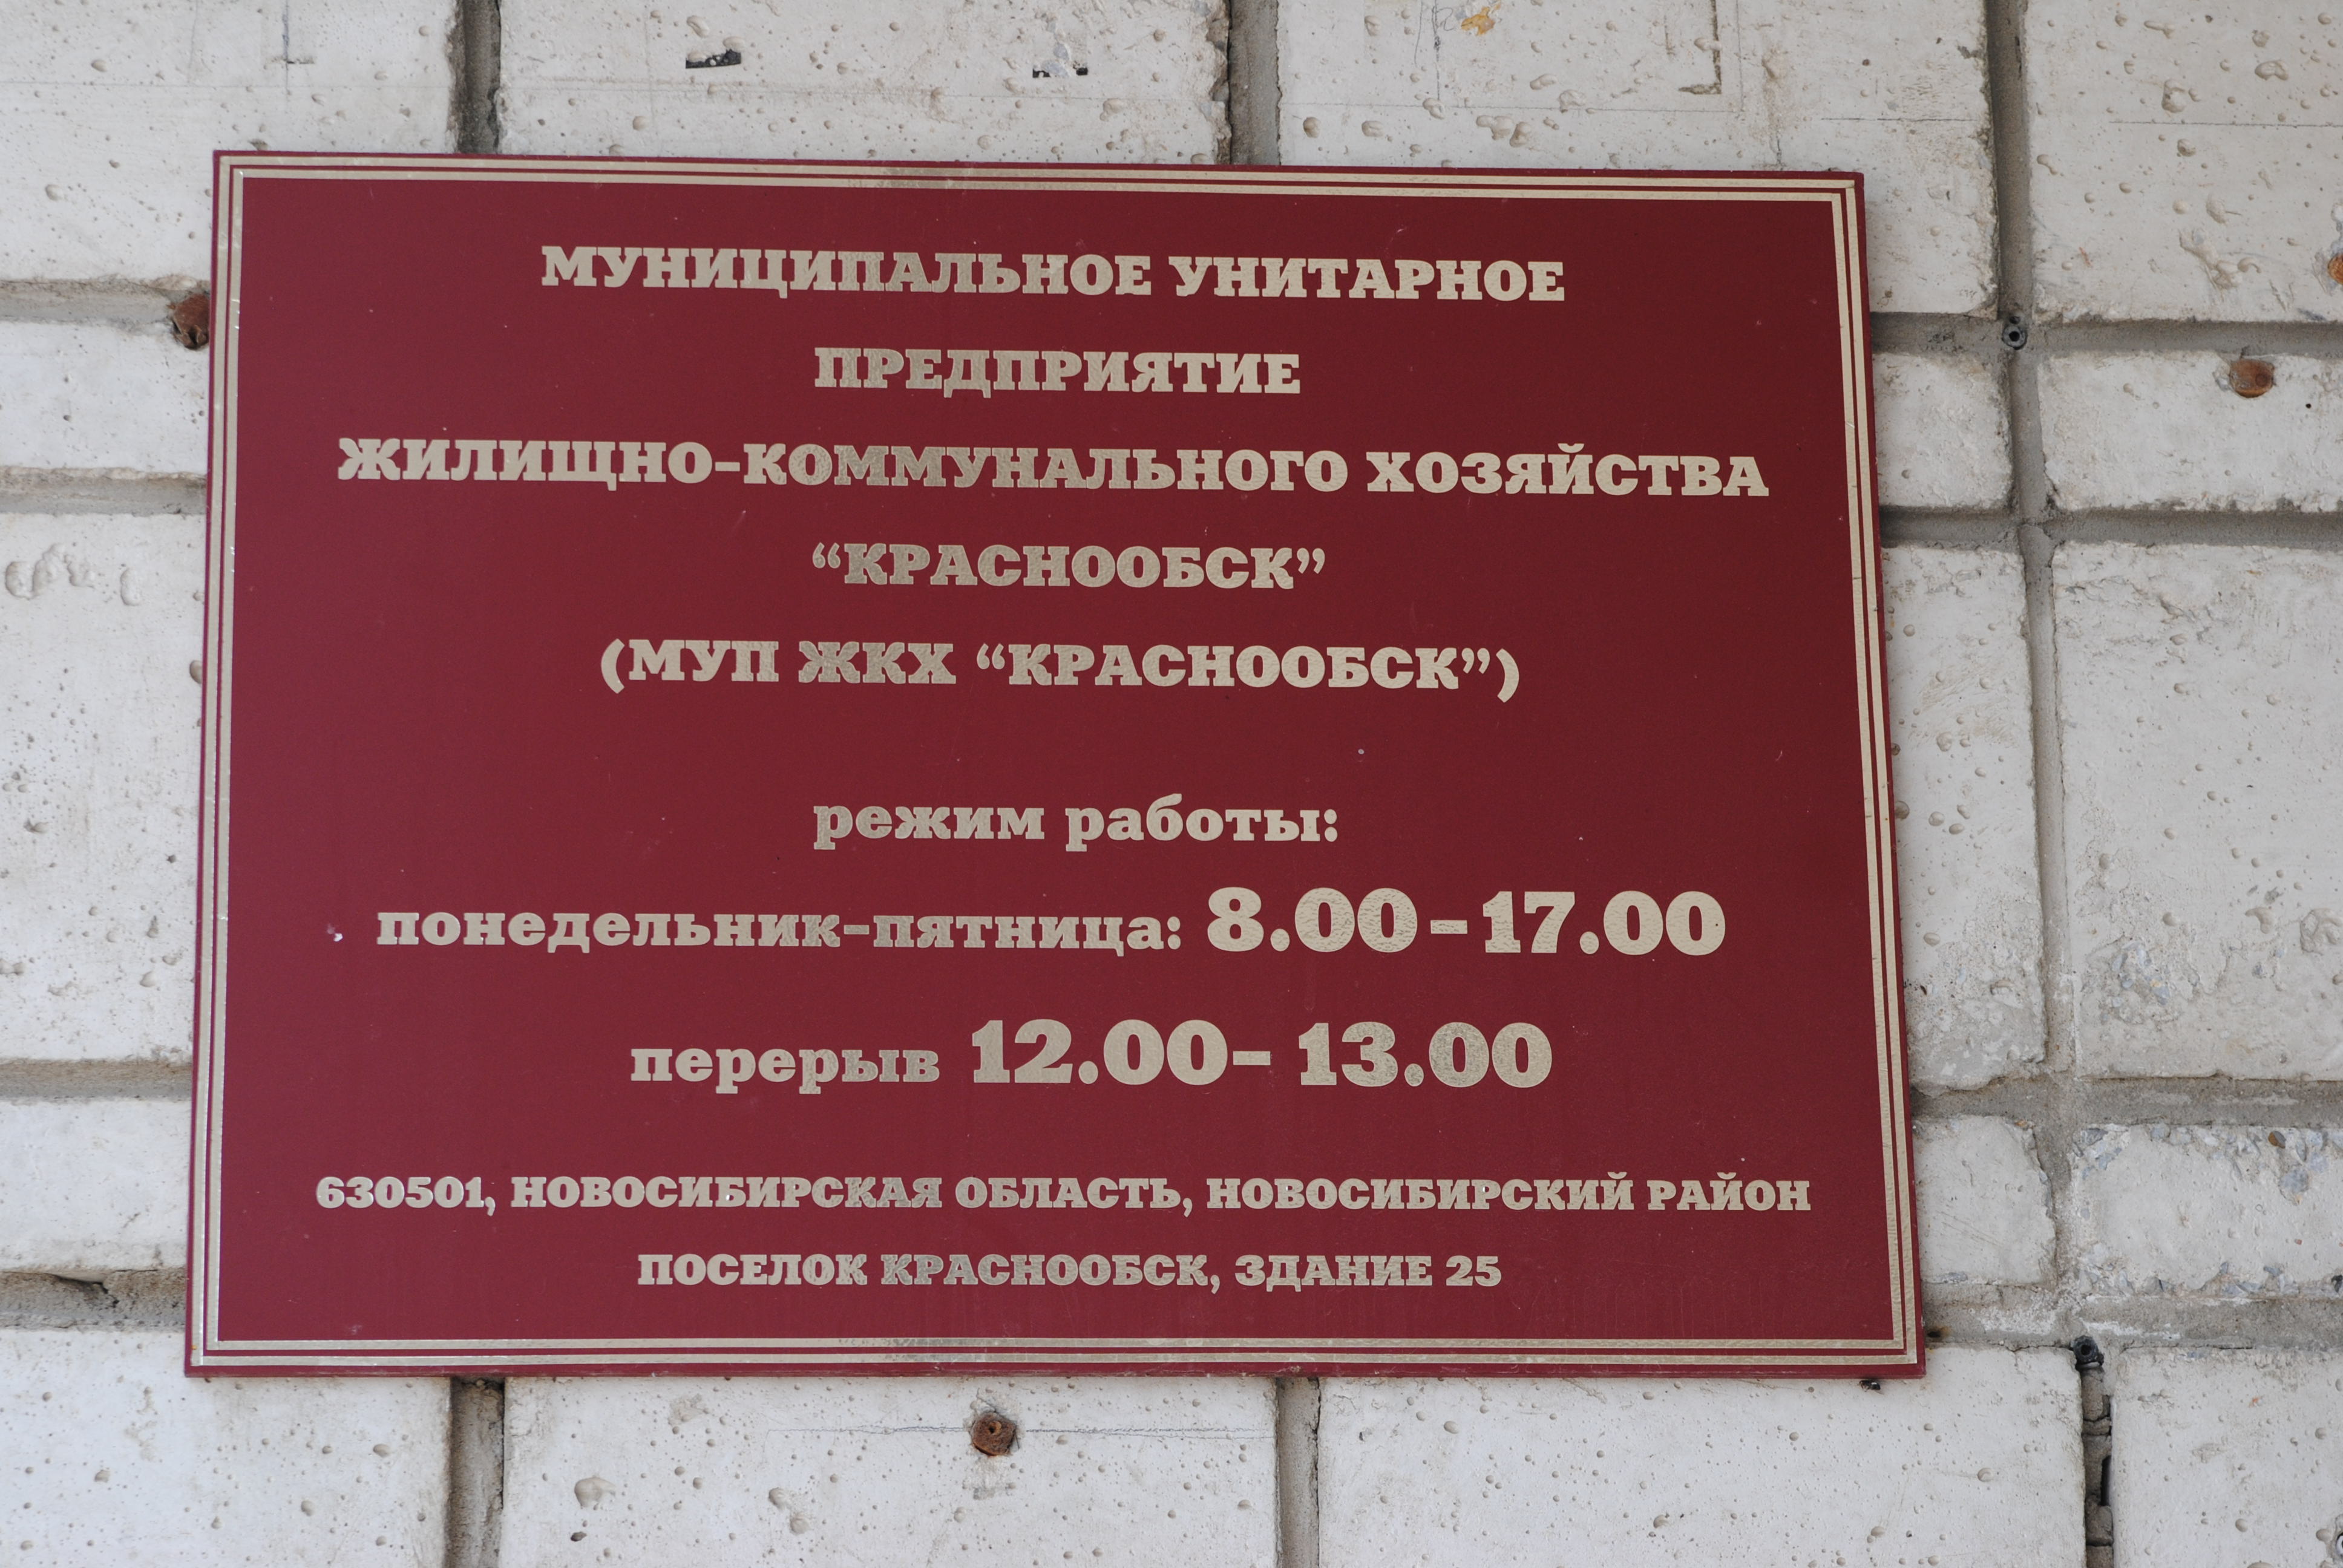 МУНИЦИПАЛЬНОЕ УНИТАРНОЕ
ПРЕДПРИЯТИЕ
ЖИЛИЩНО-КОММУНАЛЬНОГО ХОЗЯЙСТВА
“КРАСНООБСК”
(МУП ЖКХ “КРАСНООБСК”)
режим работы:
понедельник-пятница: 8.00-17.00
перерыв 12.00- 13.00
630501, НОВОСИБИРСКАЯ ОБЛАСТЬ, НОВОСИБИРСКИЙ РАЙОН
ПОСЕЛОК КРАСНООБСК, ЗДАНИЕ 25